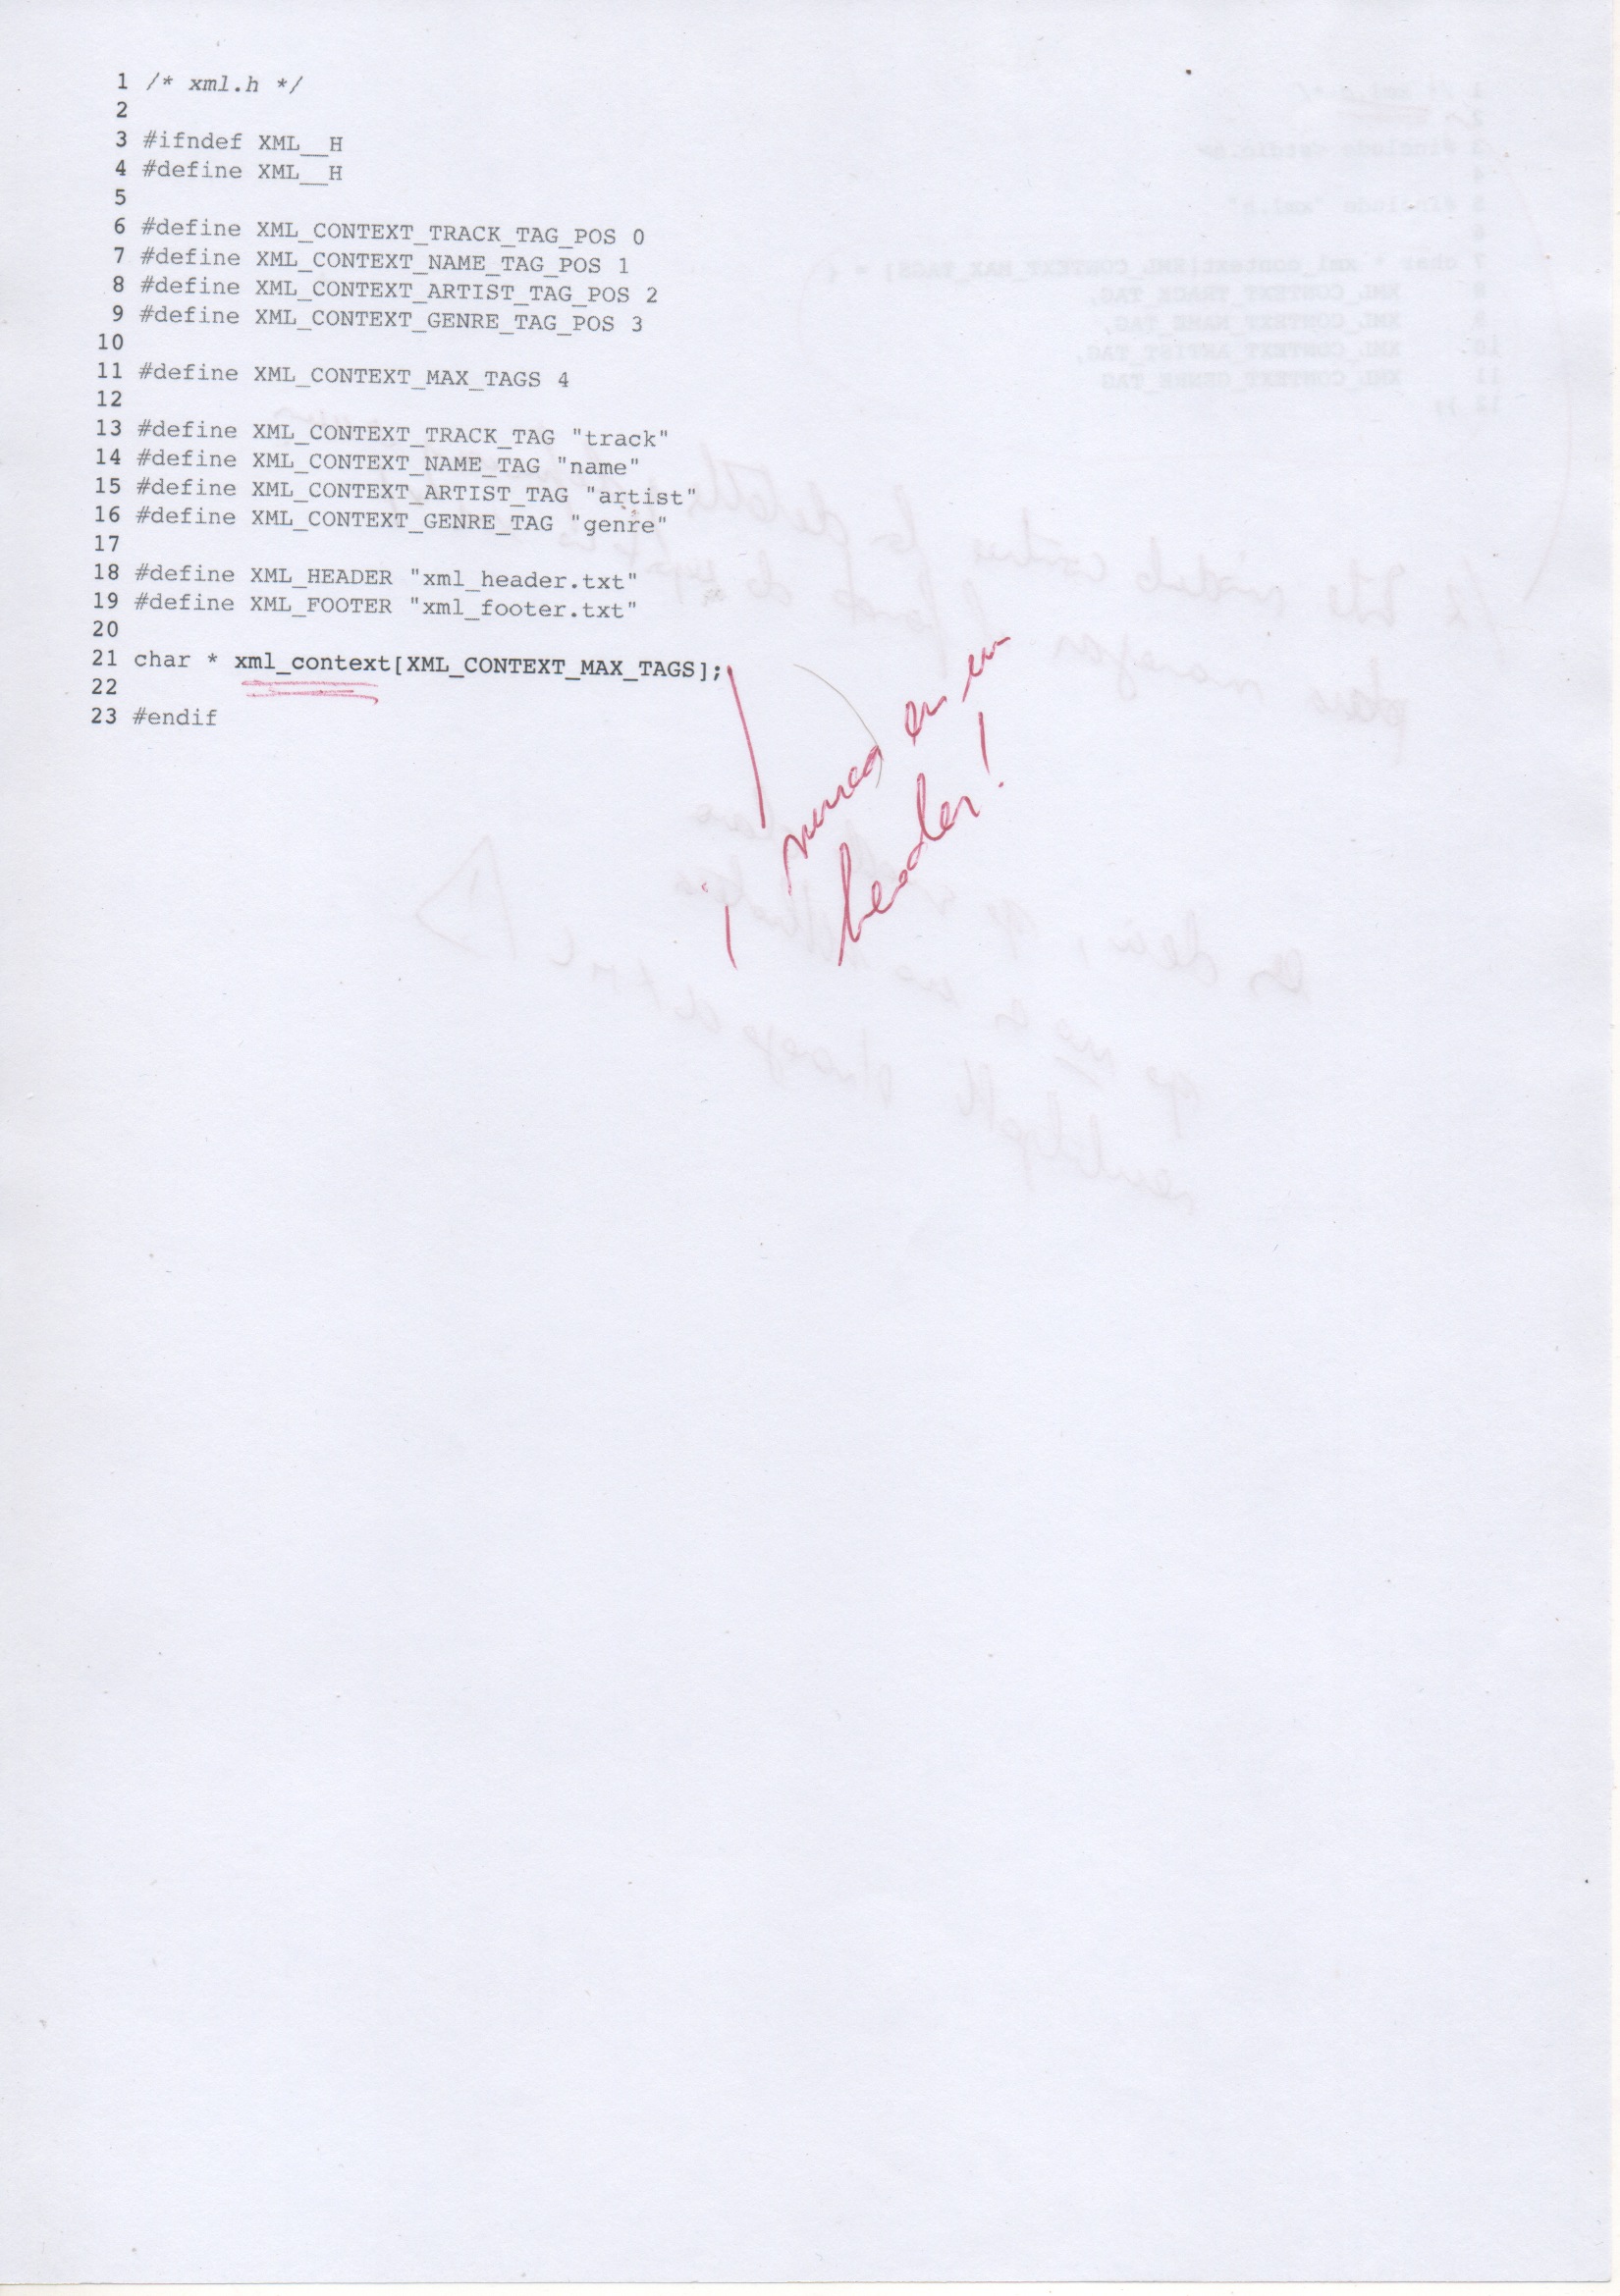 1 /* xml.h */
2
3 #ifndef XML__H
4 #define XML__H
5
6 #define XML_CONTEXT_TRACK_TAG_POS 0
7 #define XML_CONTEXT_NAME_TAG_POS 1
8 #define XML_CONTEXT_ARTIST_TAG_POS 2
9 #define XML_CONTEXT_GENRE_TAG_POS 3
10
11 #define XML_CONTEXT_MAX_TAGS 4
12
13 #define XML_CONTEXT_TRACK_TAG "track"
14 #define XML_CONTEXT_NAME_TAG "name"
15 #define XML_CONTEXT_ARTIST_TAG "artist"
16 #define XML_CONTEXT_GENRE_TAG "genre"
17
18 #define XML_HEADER "xml_header.txt"
19 #define XML_FOOTER "xml_footer.txt"
20
21 char * xml_context[XML_CONTEXT_MAX_TAGS];
22
23 #endif
¡ nunca en un
header!